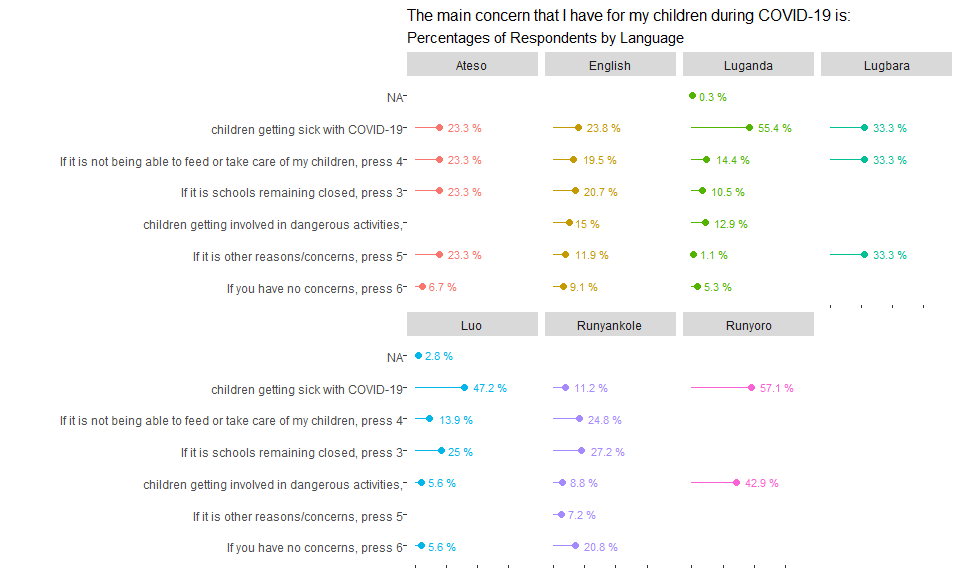 The main concern that I have for my children during COVID-19 is:
Percentages of Respondents by Language
Ateso English Luganda Lugbara
NA 0.3 %
children getting sick with COVID-19 23.3 % 23.8 % 55.4 % 33.3 %
If it is not being able to feed or take care of my children, press 4 23.3 % 19.5 % 14.4 % 33.3 %
If it is schools remaining closed, press 3 23.3 % 20.7 % 10.5 %
children getting involved in dangerous activities, 15 % 12.9 %
If it is other reasons/concerns, press 5 23.3 % 11.9 % 1.1 % 33.3 %
If you have no concerns, press 6 6.7 % 9.1 % 5.3 %
Luo Runyankole Runyoro
NA 2.8 %
children getting sick with COVID-19 47.2 % 11.2 % 57.1 %
If it is not being able to feed or take care of my children, press 4 13.9 % 24.8 %
If it is schools remaining closed, press 3 25 % 27.2 %
children getting involved in dangerous activities, 5.6 % 8.8 % 42.9 %
If it is other reasons/concerns, press 5 7.2 %
If you have no concerns, press 6 5.6 % 20.8 %